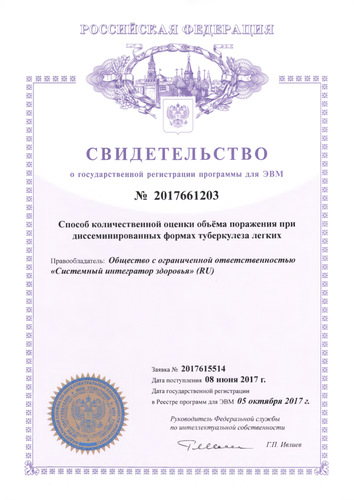 РОССИЙСКАЯ ФЕДЕРАЦИЯ
СВИДЕТЕЛЬСТВО
о государственной регистрации программы для ЭВМ
№ 2017661203
Способ количественной оценки объёма поражения при
диссеминированных формах туберкулеза легких
Правообладатель: Общество с ограниченной ответственностью
«Системный интегратор здоровья» (RU)
Заявка № 2017615514
Дата поступления 08 июня 2017 г.
Дата государственной регистрации
в Реестре программ для ЭВМ 05 октября 2017 г.
Руководитель Федеральной службы
по интеллектуальной собственности
Г.П. Ивлиев